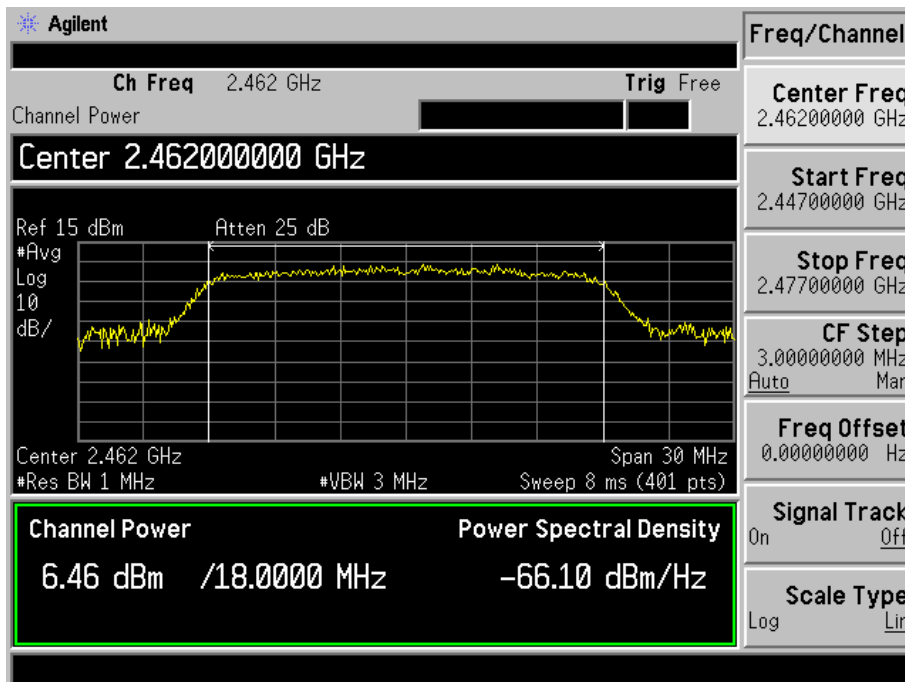 Agilent
Freq/Channel
Ch Freq 2.462 GHz Trig Free
Channel Power
Center 2.462000000 GHz
Ref 15 dBm Atten 25 dB
#Avg
Log
10
dB/
Center 2.462 GHz Span 30 MHz
#Res BW 1 MHz #VBW 3 MHz Sweep 8 ms (401 pts)
Channel Power Power Spectral Density
6.46 dBm /18.0000 MHz -66.10 dBm/Hz
Center Freq
2.46200000 GHz
Start Freq
2.44700000 GHz
Stop Freq
2.47700000 GHz
CF Step
3.00000000 MHz
Auto Man
Freq Offset
0.00000000 Hz
Signal Track
On Off
Scale Type
Log Lin